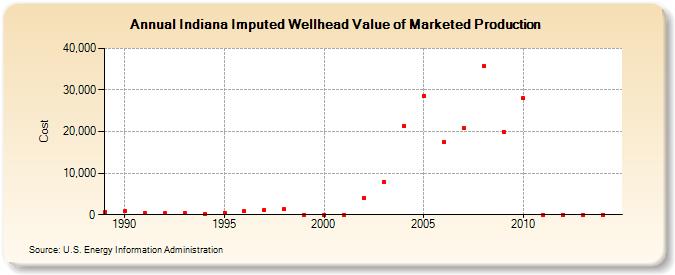 Annual Indiana Imputed Wellhead Value of Marketed Production
40,000
30,000
20,000
10,000
0
Cost
1990 1995 2000 2005 2010
Source: U.S. Energy Information Administration